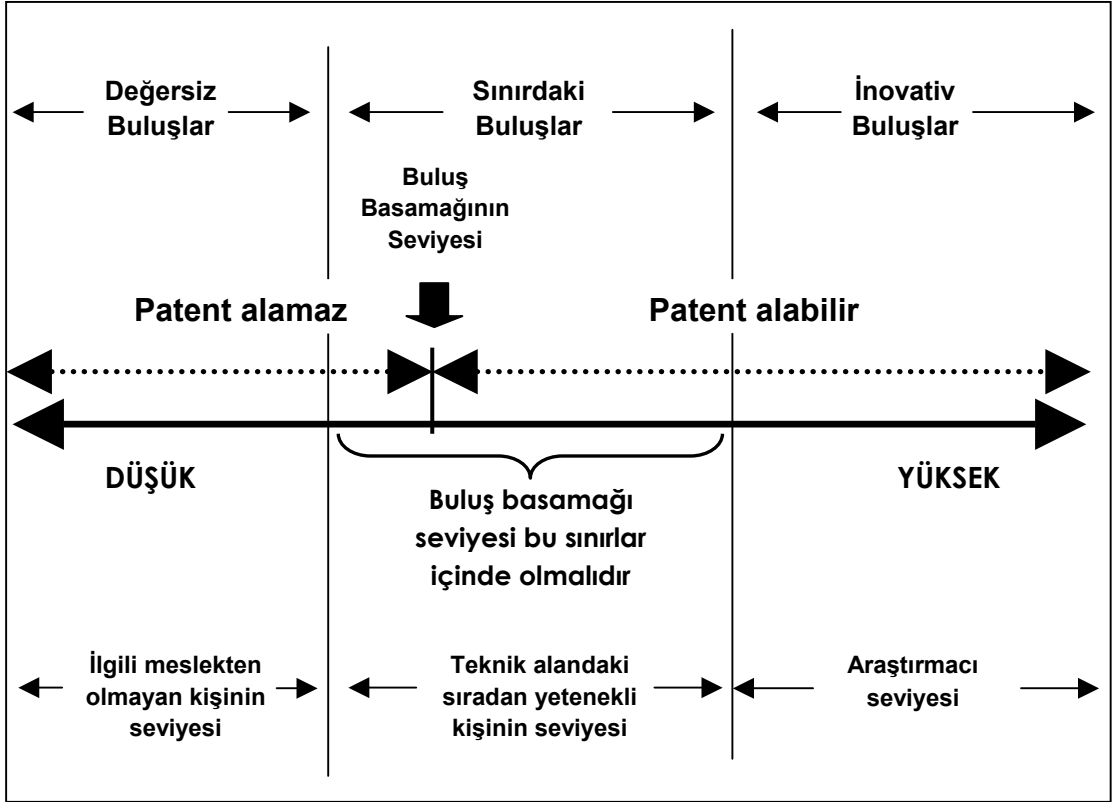 Değersiz
Buluşlar
Sınırdaki
Buluşlar
İnovativ
Buluşlar
Buluş
Basamağının
Seviyesi
Patent alamaz
Patent alabilir
DÜŞÜK
YÜKSEK
Buluş basamağı
seviyesi bu sınırlar
içinde olmalıdır
İlgili meslekten
olmayan kişinin
seviyesi
Teknik alandaki
sıradan yetenekli
kişinin seviyesi
Araştırmacı
seviyesi